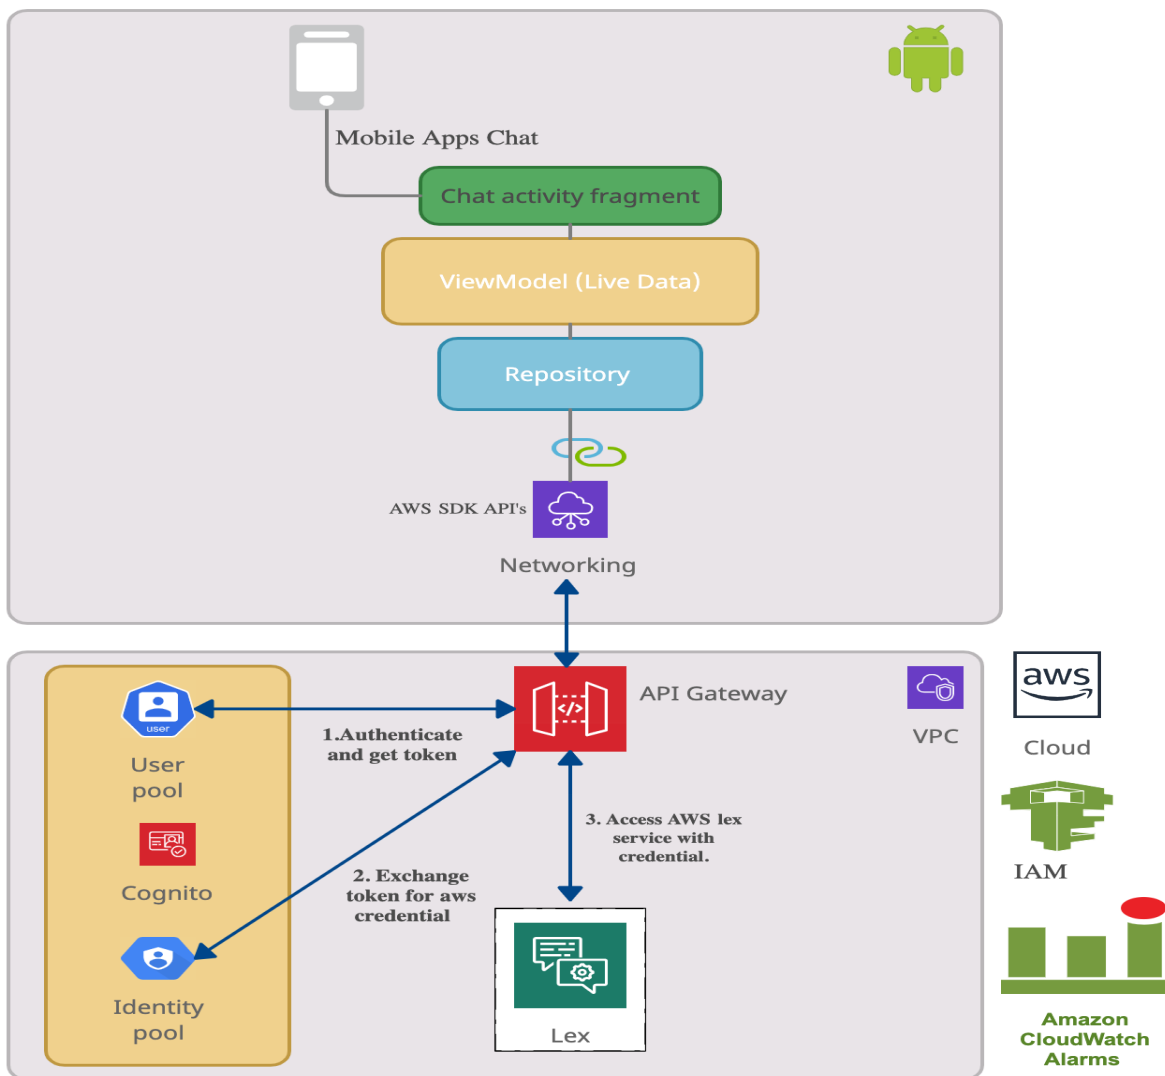 Mobile Apps Chat
Chat activity fragment
ViewModel (Live Data)
Repository
AWS SDK API's
Networking
API Gateway
VPC
user
User
pool
1.Authenticate
and get token
Cognito
2. Exchange
token for aws
credential
3. Access AWS lex
service with
credential.
Identity
pool
</>
Lex
aws
Cloud
IAM
Amazon
CloudWatch
Alarms